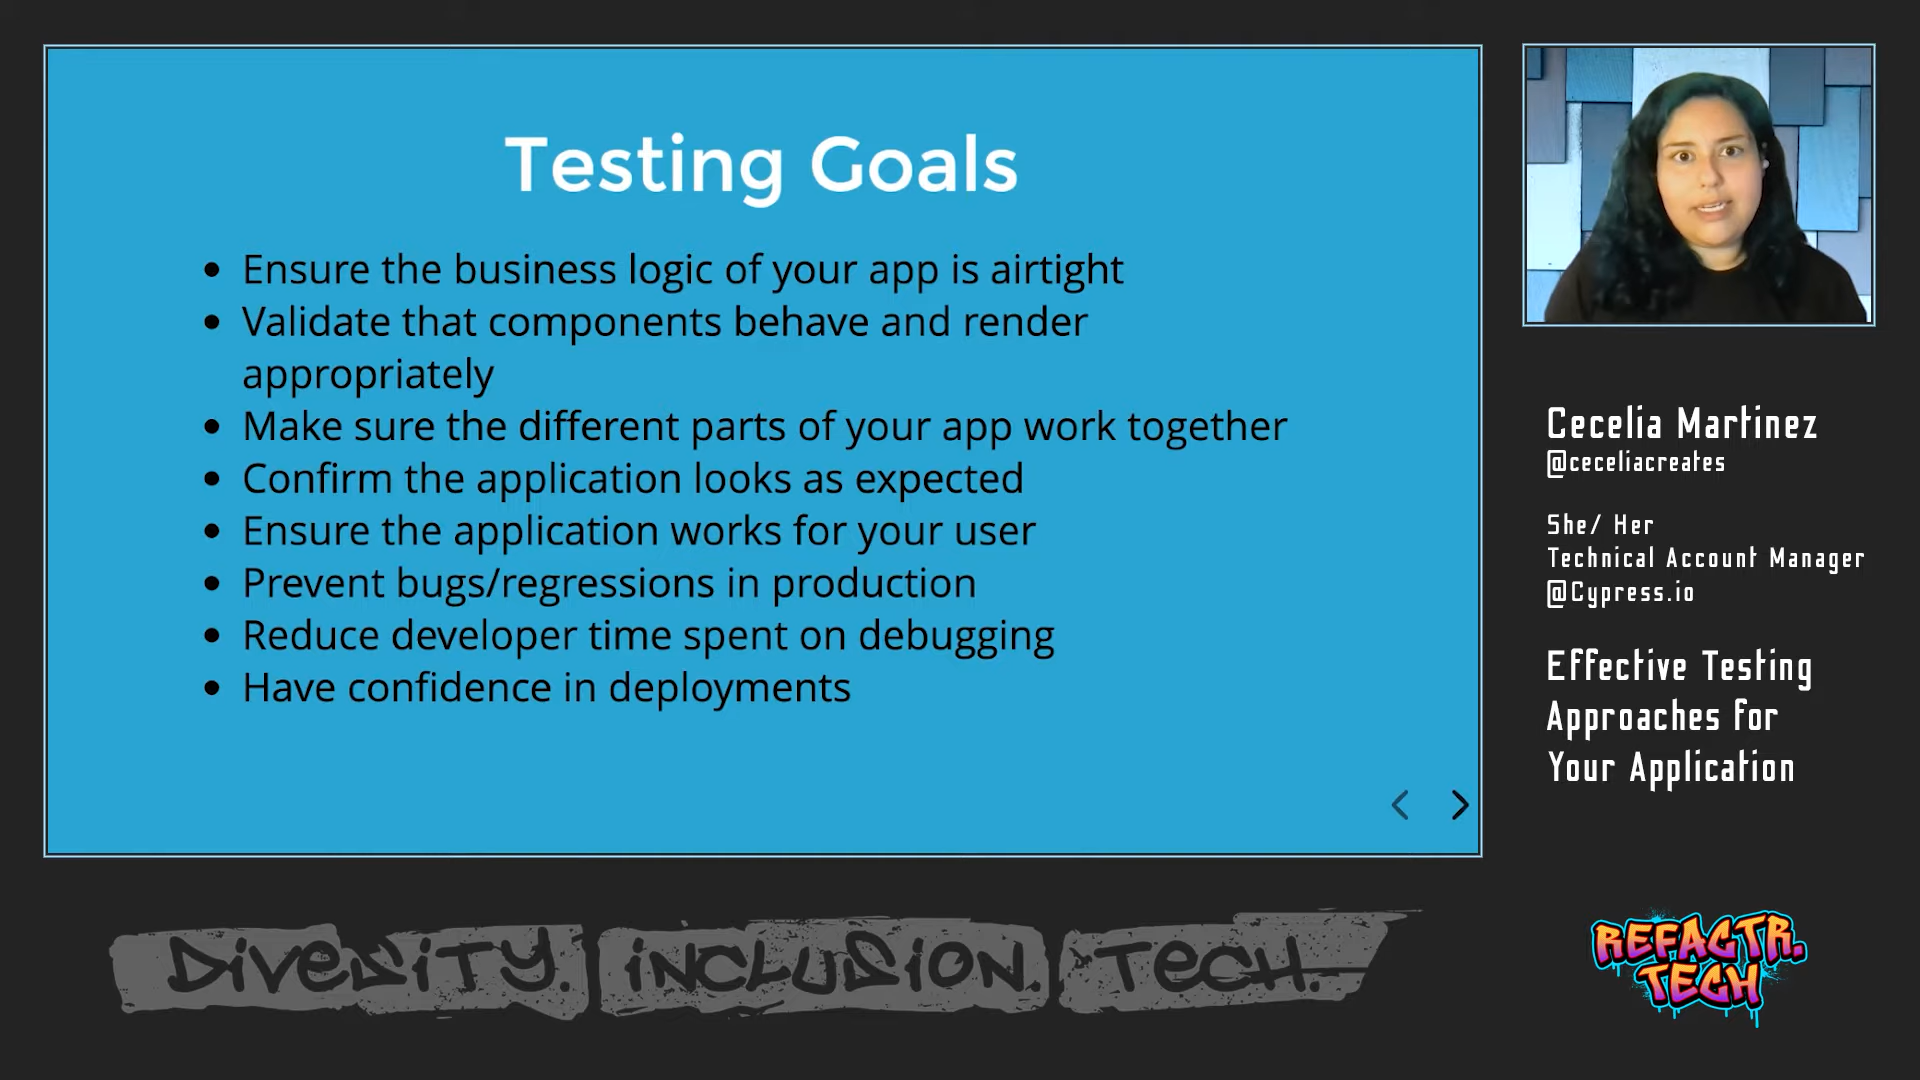 Testing Goals
• Ensure the business logic of your app is airtight
• Validate that components behave and render
appropriately
• Make sure the different parts of your app work together
• Confirm the application looks as expected
• Ensure the application works for your user
• Prevent bugs/regressions in production
• Reduce developer time spent on debugging
• Have confidence in deployments
Cecelia Martinez
@ceceliacreates
She/ Her
Technical Account Manager
@Cypress.io
Effective Testing
Approaches for
Your Application
DIVERSITY. INCLUSION. TECH.
REFACTR.
TECH